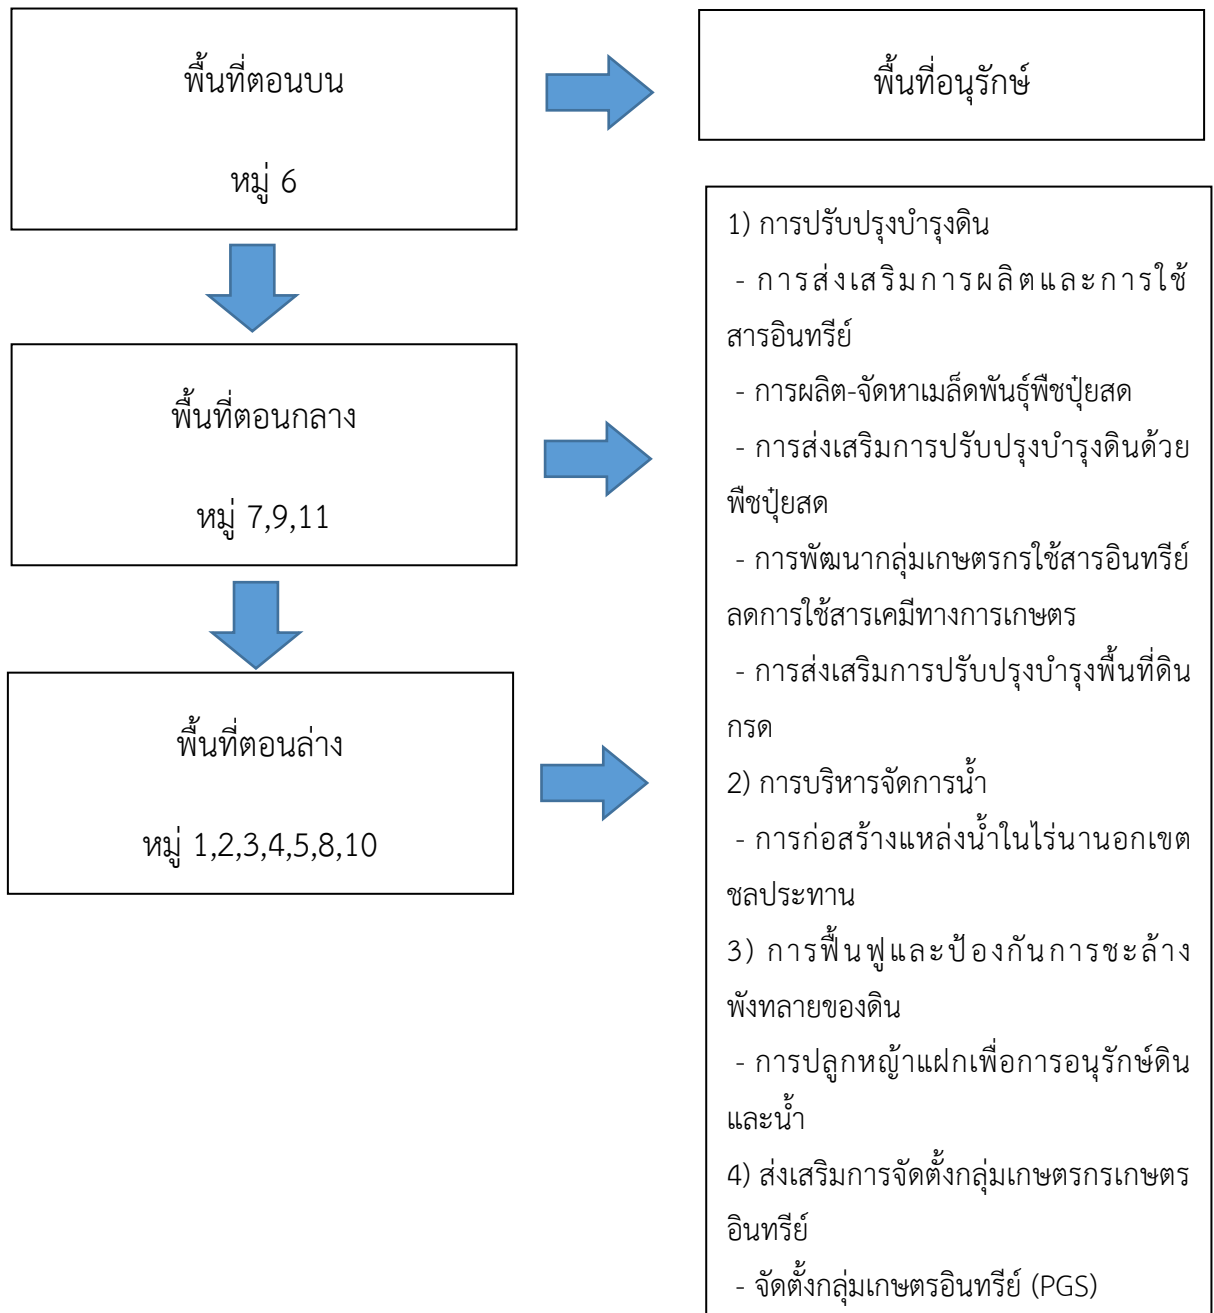 พื้นที่ตอนบน
หมู่ 6
พื้นที่อนุรักษ์
พื้นที่ตอนกลาง
หมู่ 7,9,11
พื้นที่ตอนล่าง
หมู่ 1,2,3,4,5,8,10
1) การปรับปรุงบำรุงดิน
- การส่งเสริมการผลิตและการใช้
สารอินทรีย์
- การผลิต-จัดหาเมล็ดพันธุ์พืชปุ๋ยสด
- การส่งเสริมการปรับปรุงบำรุงดินด้วย
พืชปุ๋ยสด
- การพัฒนากลุ่มเกษตรกรใช้สารอินทรีย์
ลดการใช้สารเคมีทางการเกษตร
- การส่งเสริมการปรับปรุงบำรุงพื้นที่ดิน
กรด
2) การบริหารจัดการน้ำ
- การก่อสร้างแหล่งน้ำในไร่นานอกเขต
ชลประทาน
3) การฟื้นฟูและป้องกันการชะล้าง
พังทลายของดิน
- การปลูกหญ้าแฝกเพื่อการอนุรักษ์ดิน
และน้ำ
4) ส่งเสริมการจัดตั้งกลุ่มเกษตรกรเกษตร
อินทรีย์
- จัดตั้งกลุ่มเกษตรอินทรีย์ (PGS)